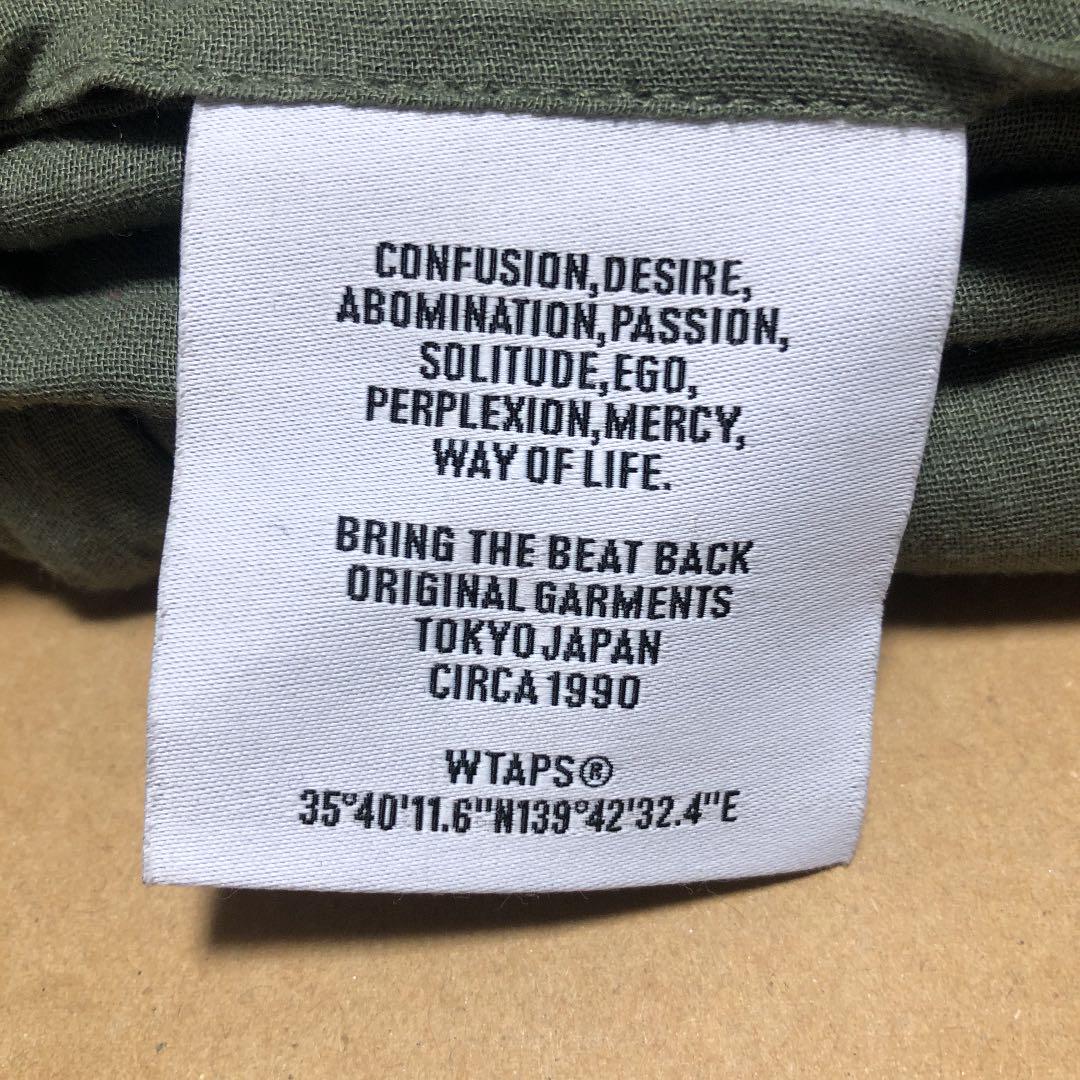 CONFUSION,DESIRE,
ABOMINATION,PASSION,
SOLITUDE,EGO,
PERPLEXION,MERCY,
WAY OF LIFE.
BRING THE BEAT BACK
ORIGINAL GARMENTS
TOKYO JAPAN
CIRCA 1990
WTAPS®
35°40'11.6"N139°42'32.4"E